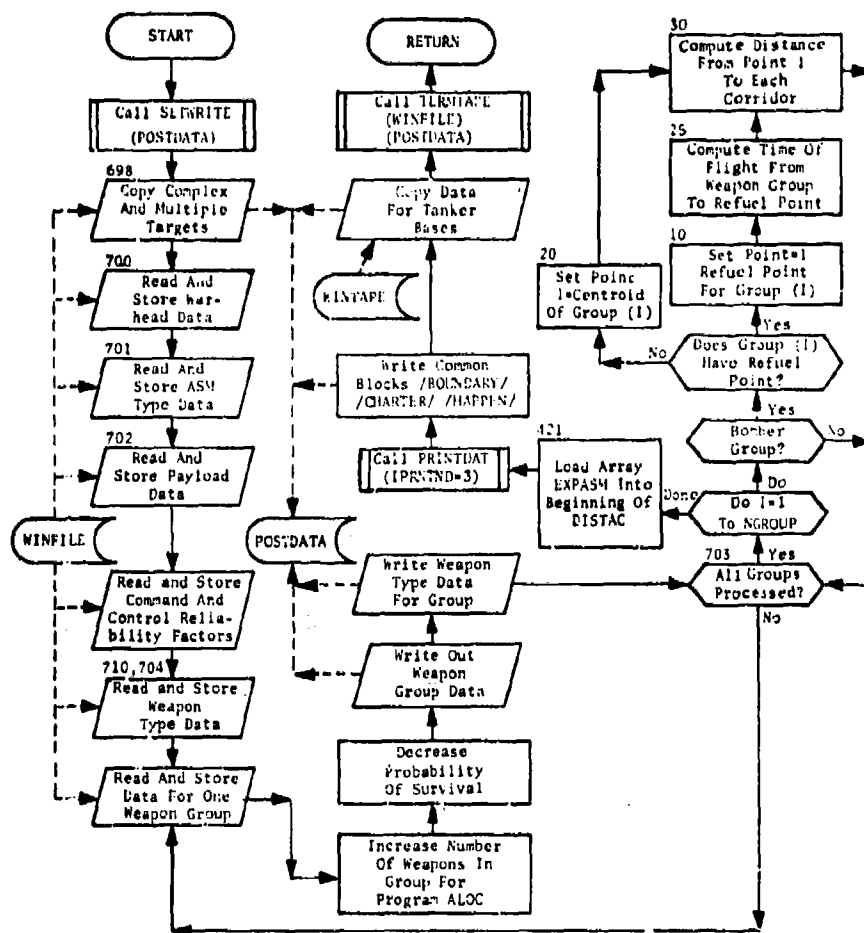 START
Call SETWRITE
(POSTDATA)
698
Copy Complex
And Multiple
Targets
700
Read And
Store War-
head Data
701
Read And
Store ASM
Type Data
702
Read And
Store Payload
Data
WINFILE
Read and Store
Command And
Control Relia-
bility Factors
710,704
Read and Store
Weapon
Type Data
Read And Store
Data For One
Weapon Group
RETURN
Call TERMTAPE
(WINFILE)
(POSTDATA)
Copy Data
For Tanker
Bases
WINTAPE
Write Common
Blocks /BOUNDARY/
/CHARTER/ /HAPPEN/
Call PRINTDAT
(IPRNTND=3)
POSTDATA
Write Weapon
Type Data
For Group
Write Out
Weapon
Group Data
Decrease
Probability
Of Survival
Increase Number
Of Weapons In
Group For
Program ALOC
421
Load Array
EXPASM Into
Beginning Of
DISTAC
30
Compute Distance
From Point 1
To Each
Corridor
25
Compute Time Of
Flight From
Weapon Group
To Refuel Point
10
Set Point=1
Refuel Point
For Group (I)
20
Set Point
1=Centroid
Of Group (I)
Yes
No
Does Group (I)
Have Refuel
Point?
Yes
Bomber
Group?
No
Do
Done
Do I=1
To NGROUP
703
Yes
All Groups
Processed?
No